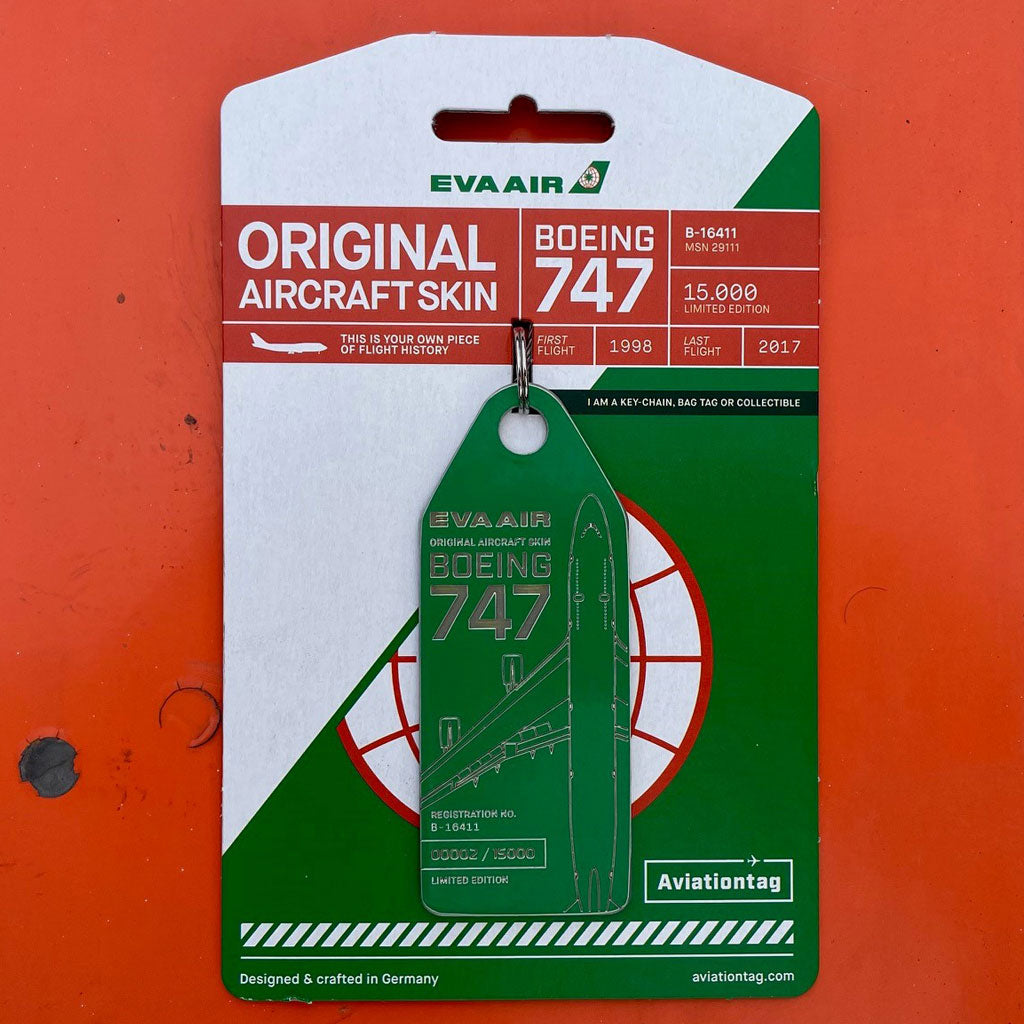 EVA AIR
ORIGINAL
AIRCRAFT SKIN
BOEING
747
B-16411
MSN 29111
15.000
LIMITED EDITION
THIS IS YOUR OWN PIECE
OF FLIGHT HISTORY
FIRST
FLIGHT
1998
LAST
FLIGHT
2017
I AM A KEY-CHAIN, BAG TAG OR COLLECTIBLE
EVA AIR
ORIGINAL AIRCRAFT SKIN
BOEING
747
REGISTRATION NO.
B-16411
00002 / 15000
LIMITED EDITION
Aviationtag
Designed & crafted in Germany
aviationtag.com